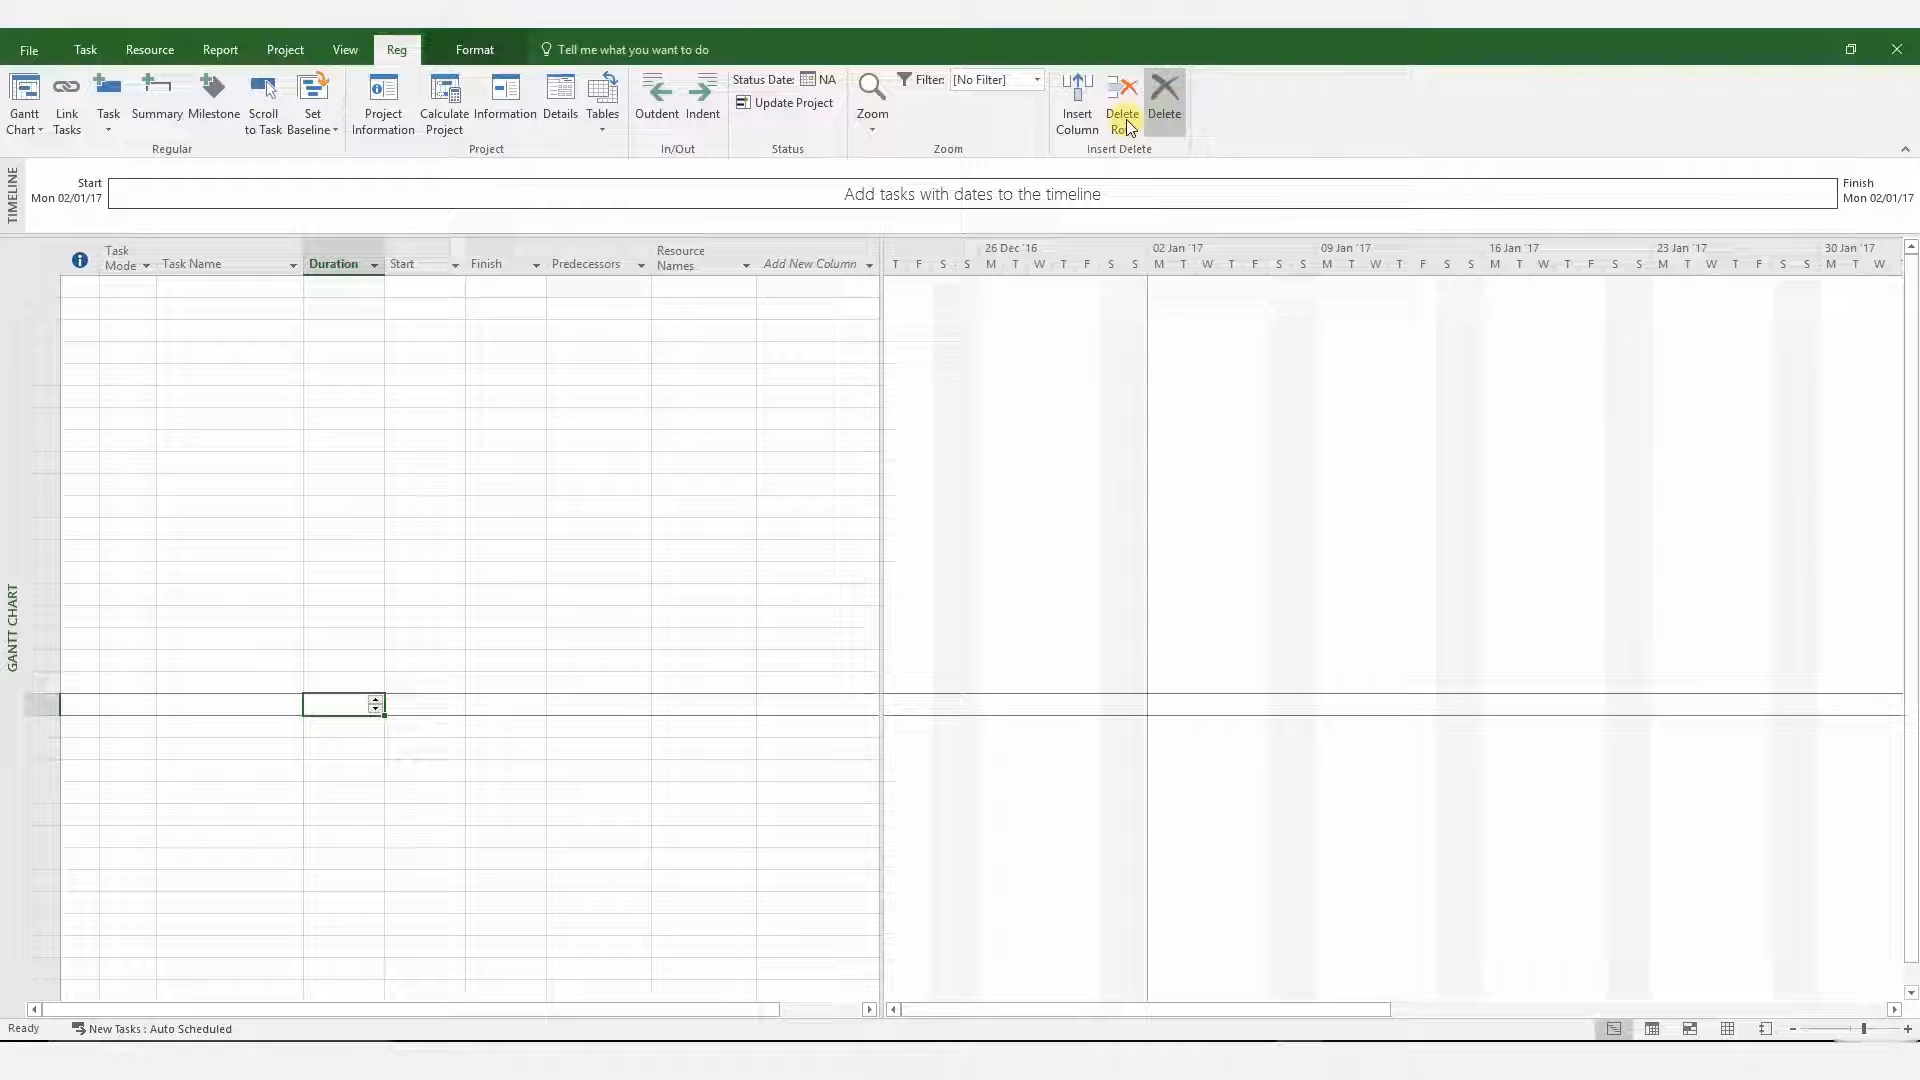 File Task Resource Report Project View Reg Format Tell me what you want to do
Gantt Chart Link Tasks Task Summary Milestone Scroll to Task Set Baseline
Regular
Project Information Calculate Project Information Details Tables
Project
Outdent Indent
In/Out
Status Date: NA
Update Project
Status
Zoom
Filter: [No Filter]
Zoom
Insert Column Delete Delete
Insert Delete
TIMELINE
Start
Mon 02/01/17
Add tasks with dates to the timeline
Finish
Mon 02/01/17
Task Mode Task Name Duration Start Finish Predecessors Resource Names Add New Column
26 Dec '16 02 Jan '17 09 Jan '17 16 Jan '17 23 Jan '17 30 Jan '17
T F S S M T W T F S S M T W T F S S M T W T F S S M T W T F S S M T W T F S S M T W
GANTT CHART
Ready New Tasks : Auto Scheduled